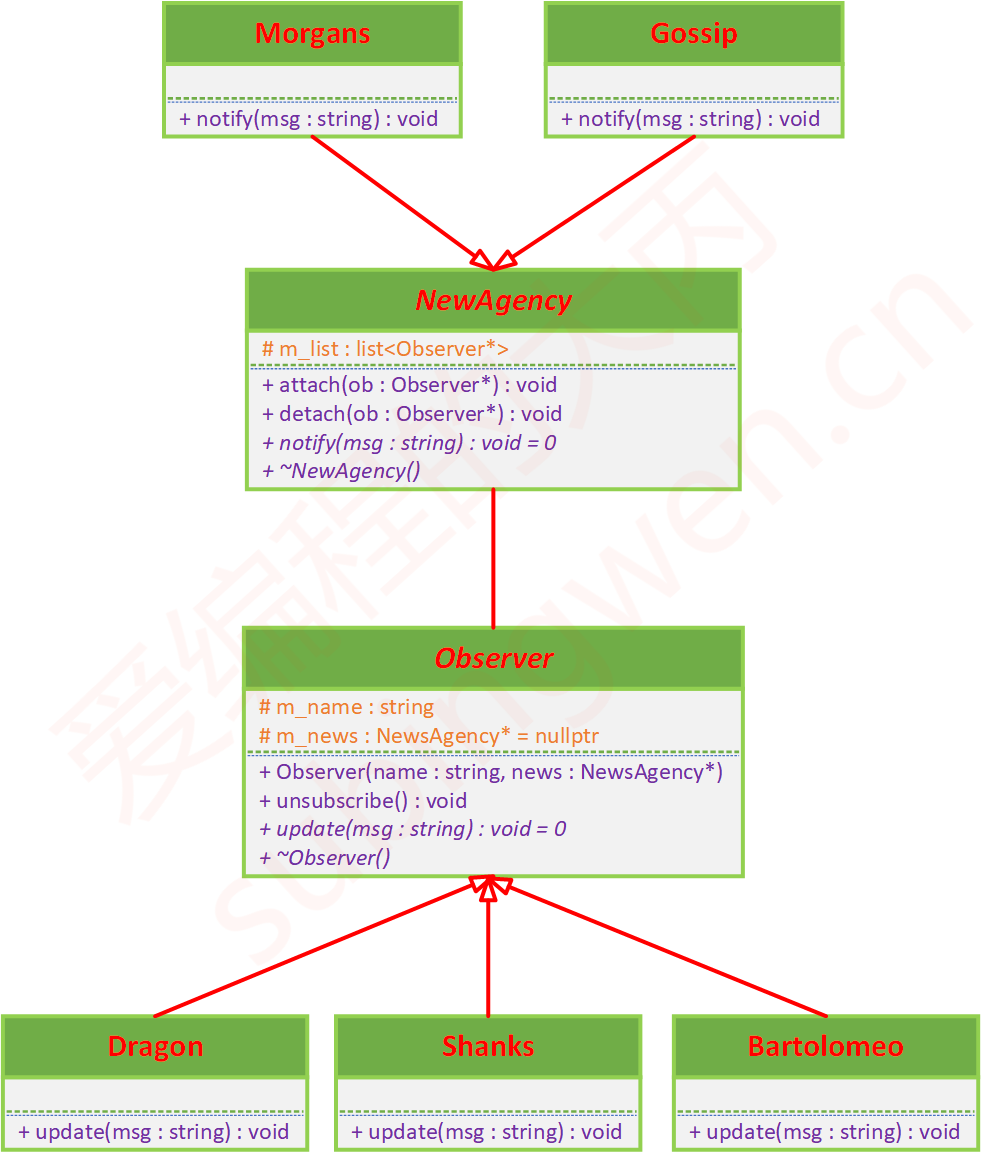 Morgans
+ notify(msg : string) : void
Gossip
+ notify(msg : string) : void
NewAgency
# m_list : list<Observer*>
+ attach(ob : Observer*) : void
+ detach(ob : Observer*) : void
+ notify(msg : string) : void = 0
+ ~NewAgency()
Observer
# m_name : string
# m_news : NewsAgency* = nullptr
+ Observer(name : string, news : NewsAgency*)
+ unsubscribe() : void
+ update(msg : string) : void = 0
+ ~Observer()
Dragon
+ update(msg : string) : void
Shanks
+ update(msg : string) : void
Bartolomeo
+ update(msg : string) : void
爱编程的大丙
subingwen.cn